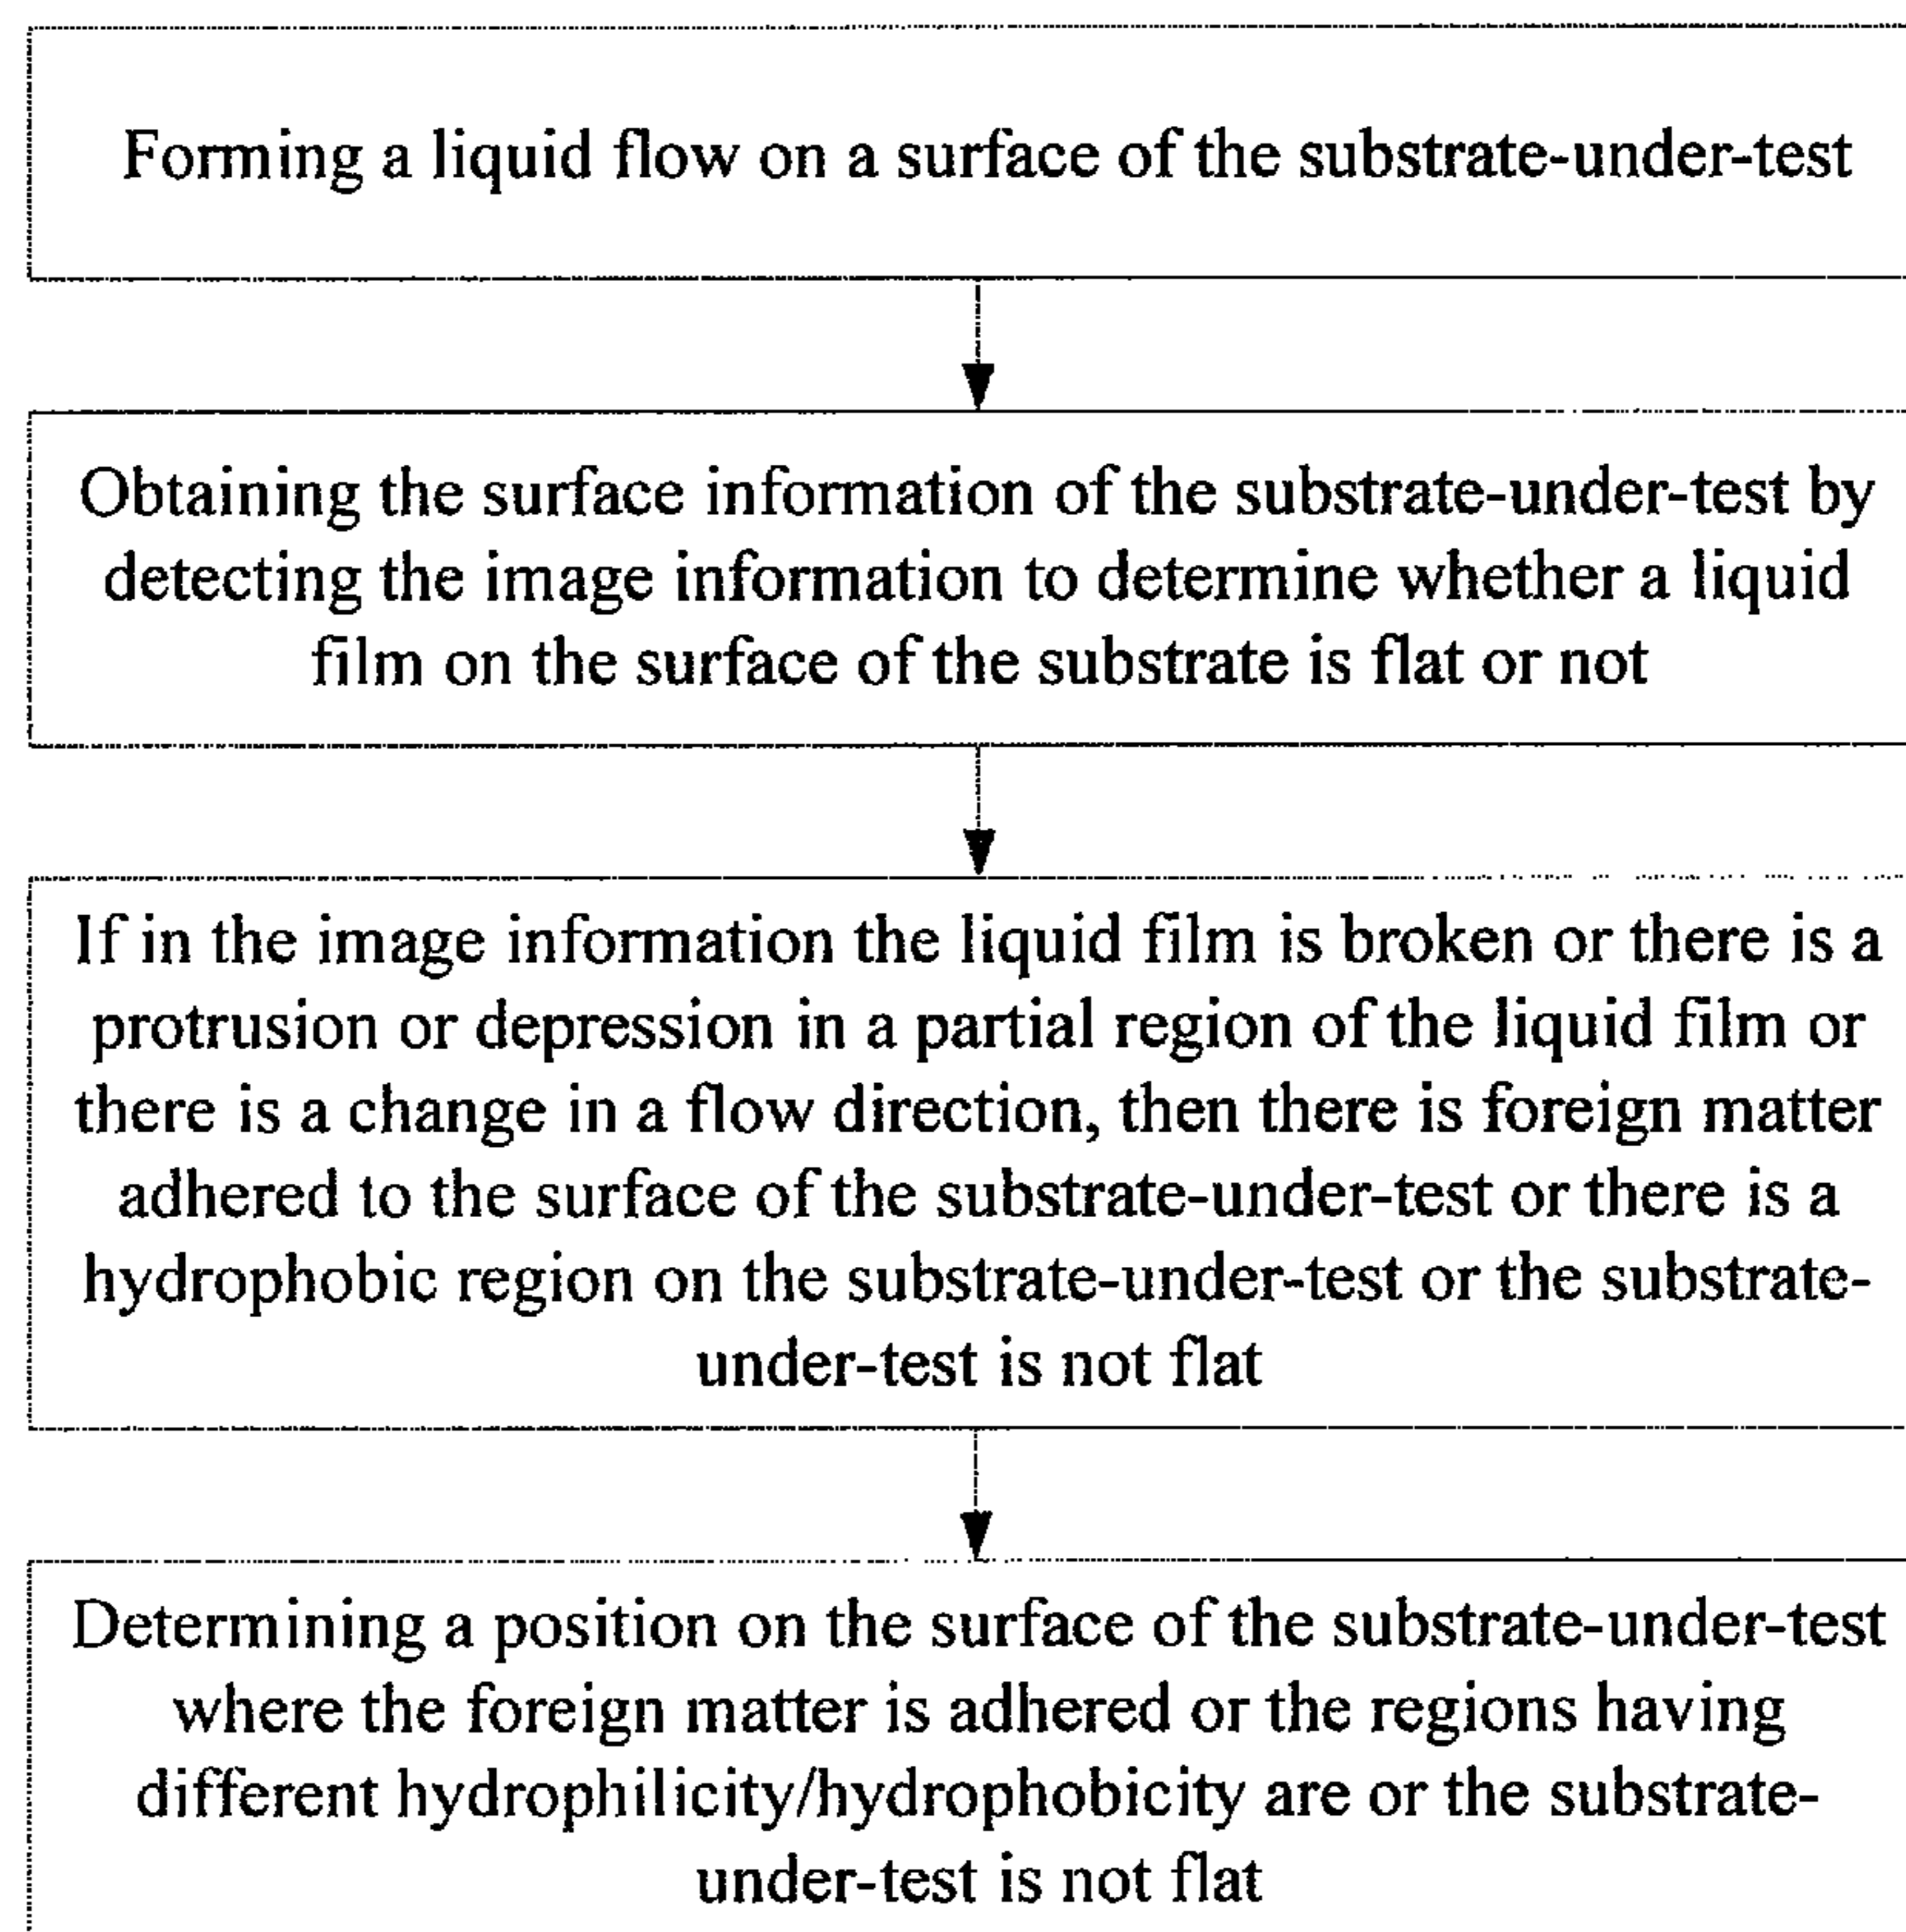 Forming a liquid flow on a surface of the substrate-under-test
Obtaining the surface information of the substrate-under-test by
detecting the image information to determine whether a liquid
film on the surface of the substrate is flat or not
If in the image information the liquid film is broken or there is a
protrusion or depression in a partial region of the liquid film or
there is a change in a flow direction, then there is foreign matter
adhered to the surface of the substrate-under-test or there is a
hydrophobic region on the substrate-under-test or the substrate-
under-test is not flat
Determining a position on the surface of the substrate-under-test
where the foreign matter is adhered or the regions having
different hydrophilicity/hydrophobicity are or the substrate-
under-test is not flat